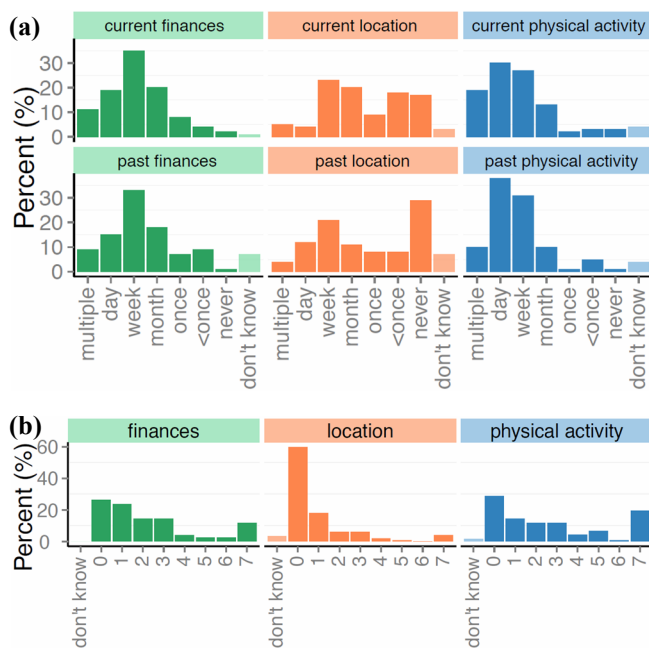 (a)
current finances current location current physical activity
30
20
10
0
past finances past location past physical activity
30
20
10
0
Percent (%)
multiple day week month once <once never don't know multiple day week month once <once never don't know multiple day week month once <once never don't know
(b)
finances location physical activity
60
30
0
Percent (%)
don't know 0 1 2 3 4 5 6 7 don't know 0 1 2 3 4 5 6 7 don't know 0 1 2 3 4 5 6 7